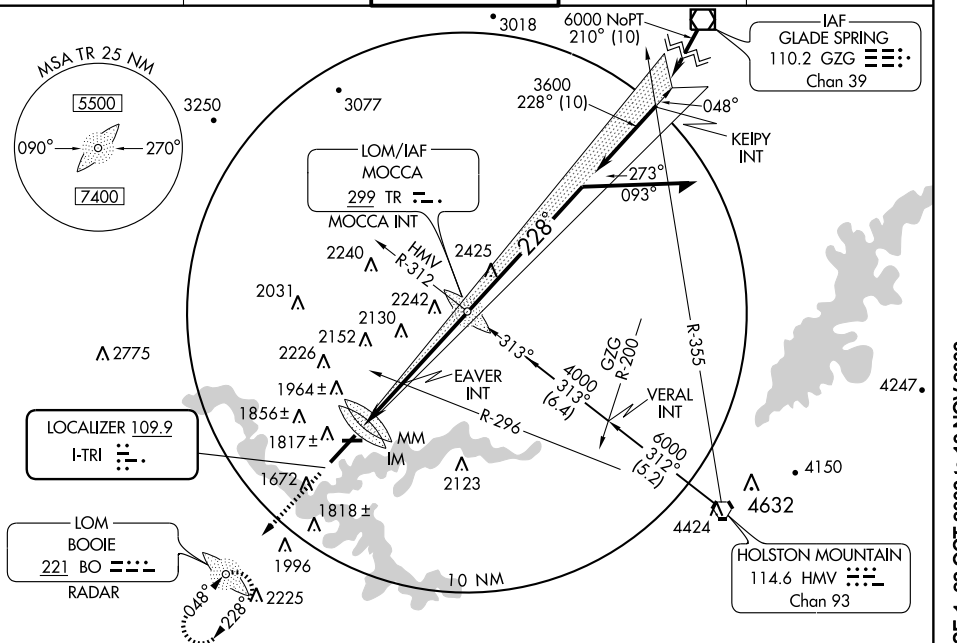 3018
6000 NoPT
210° (10)
IAF
GLADE SPRING
110.2 GZG
Chan 39
MSA TR 25 NM
5500
090°
270°
7400
3250
3077
3600
228° (10)
048°
KEIPY
INT
LOM/IAF
MOCCA
299 TR
MOCCA INT
273°
093°
228°
HMV
R-312
2240
2425
2031
2242
2130
2152
2226
2775
313°
GZG
R-200
R-355
1964±
EAVER
INT
4000
313°
(6.4)
VERAL
INT
4247
1856±
R-296
LOCALIZER 109.9
I-TRI
1817±
MM
IM
6000
312°
(5.2)
4150
1672
2123
4632
1818 ±
4424
LOM
BOOIE
221 BO
RADAR
1996
HOLSTON MOUNTAIN
114.6 HMV
Chan 93
10 NM
048°
228°
2225